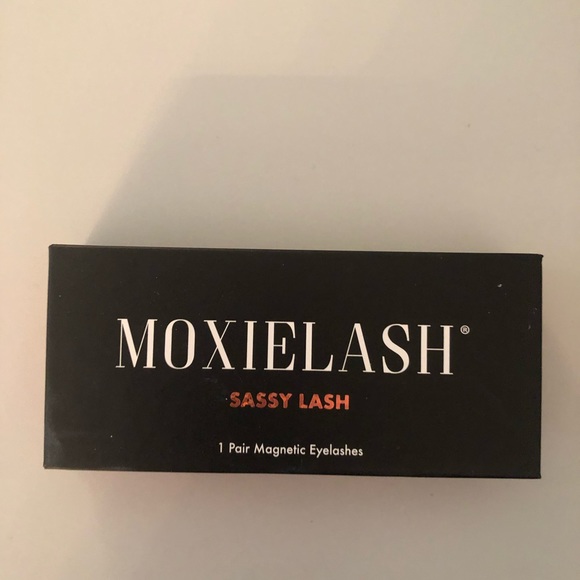 MOXIELASH®
SASSY LASH
1 Pair Magnetic Eyelashes